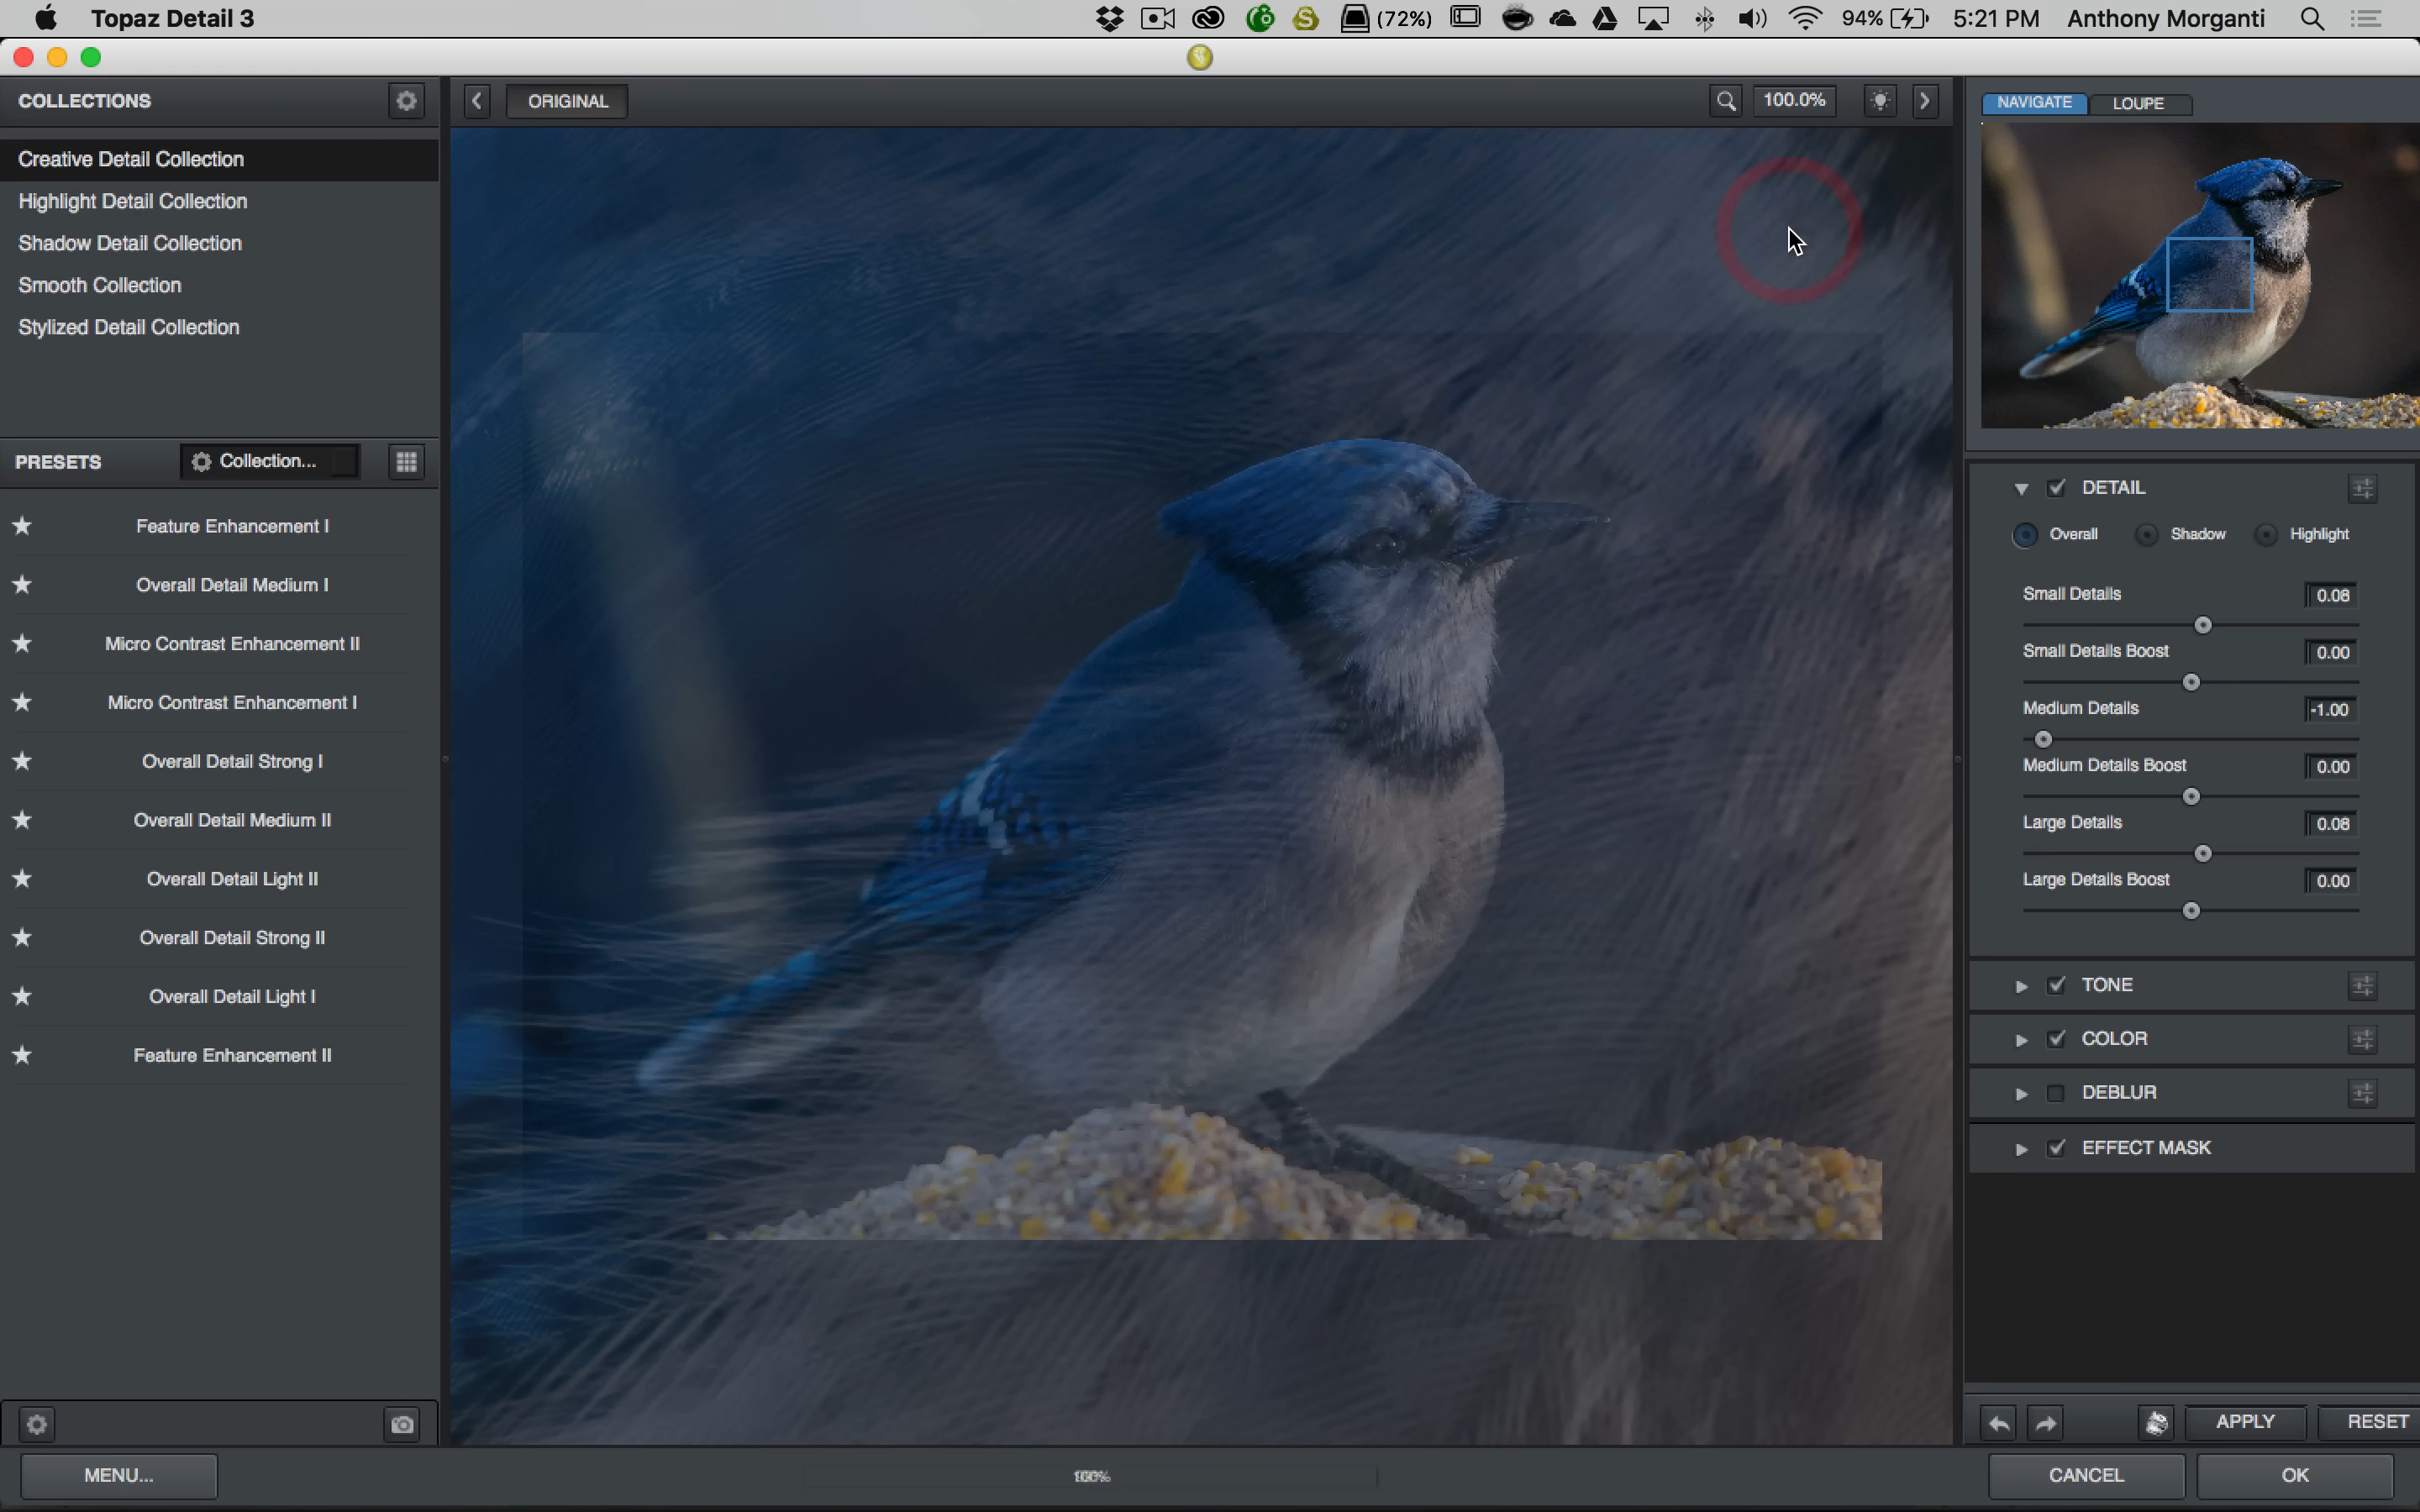 Topaz Detail 3
(72%)
94%
5:21 PM
Anthony Morganti
COLLECTIONS
ORIGINAL
100.0%
NAVIGATE
LOUPE
Creative Detail Collection
Highlight Detail Collection
Shadow Detail Collection
Smooth Collection
Stylized Detail Collection
PRESETS
Collection...
Feature Enhancement I
Overall Detail Medium I
Micro Contrast Enhancement II
Micro Contrast Enhancement I
Overall Detail Strong I
Overall Detail Medium II
Overall Detail Light II
Overall Detail Strong II
Overall Detail Light I
Feature Enhancement II
DETAIL
Overall
Shadow
Highlight
Small Details
0.08
Small Details Boost
0.00
Medium Details
-1.00
Medium Details Boost
0.00
Large Details
0.08
Large Details Boost
0.00
TONE
COLOR
DEBLUR
EFFECT MASK
APPLY
RESET
MENU...
CANCEL
OK